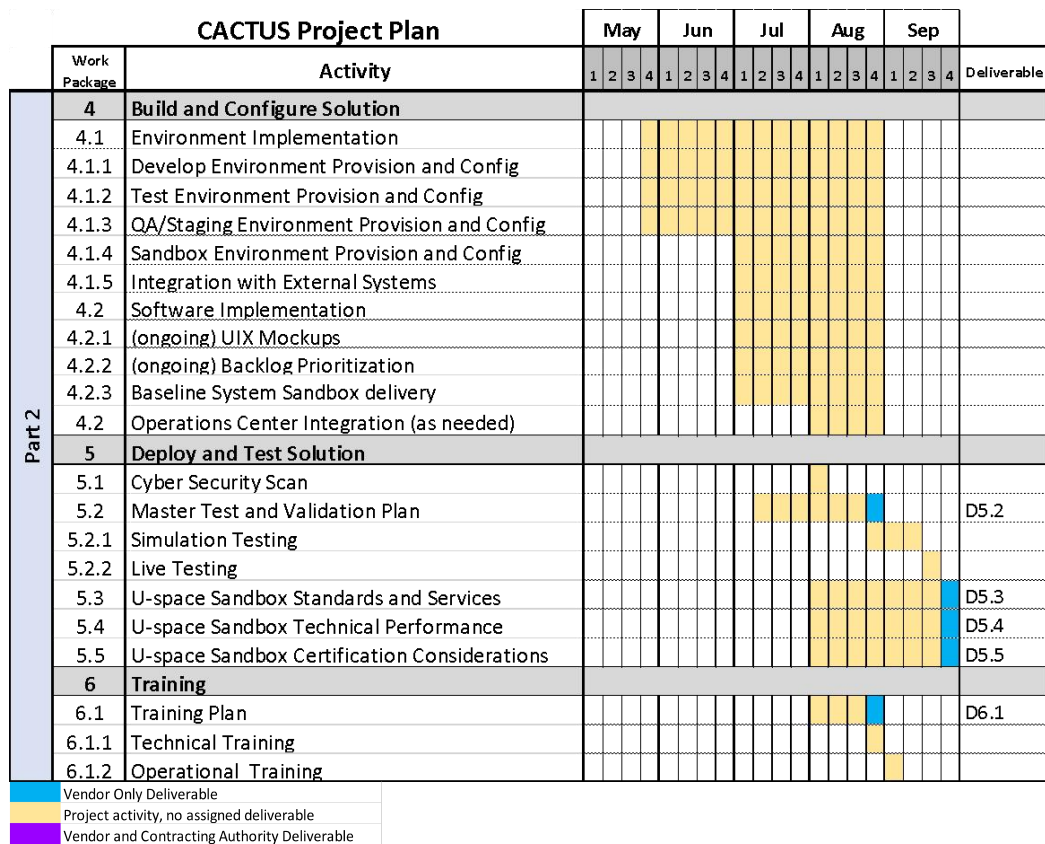 CACTUS Project Plan May Jun Jul Aug Sep
Work Package Activity 1 2 3 4 1 2 3 4 1 2 3 4 1 2 3 4 1 2 3 4 Deliverable
Part 2
4 Build and Configure Solution
4.1 Environment Implementation
4.1.1 Develop Environment Provision and Config
4.1.2 Test Environment Provision and Config
4.1.3 QA/Staging Environment Provision and Config
4.1.4 Sandbox Environment Provision and Config
4.1.5 Integration with External Systems
4.2 Software Implementation
4.2.1 (ongoing) UIX Mockups
4.2.2 (ongoing) Backlog Prioritization
4.2.3 Baseline System Sandbox delivery
4.2 Operations Center Integration (as needed)
5 Deploy and Test Solution
5.1 Cyber Security Scan
5.2 Master Test and Validation Plan D5.2
5.2.1 Simulation Testing
5.2.2 Live Testing
5.3 U-space Sandbox Standards and Services D5.3
5.4 U-space Sandbox Technical Performance D5.4
5.5 U-space Sandbox Certification Considerations D5.5
6 Training
6.1 Training Plan D6.1
6.1.1 Technical Training
6.1.2 Operational Training
Vendor Only Deliverable
Project activity, no assigned deliverable
Vendor and Contracting Authority Deliverable